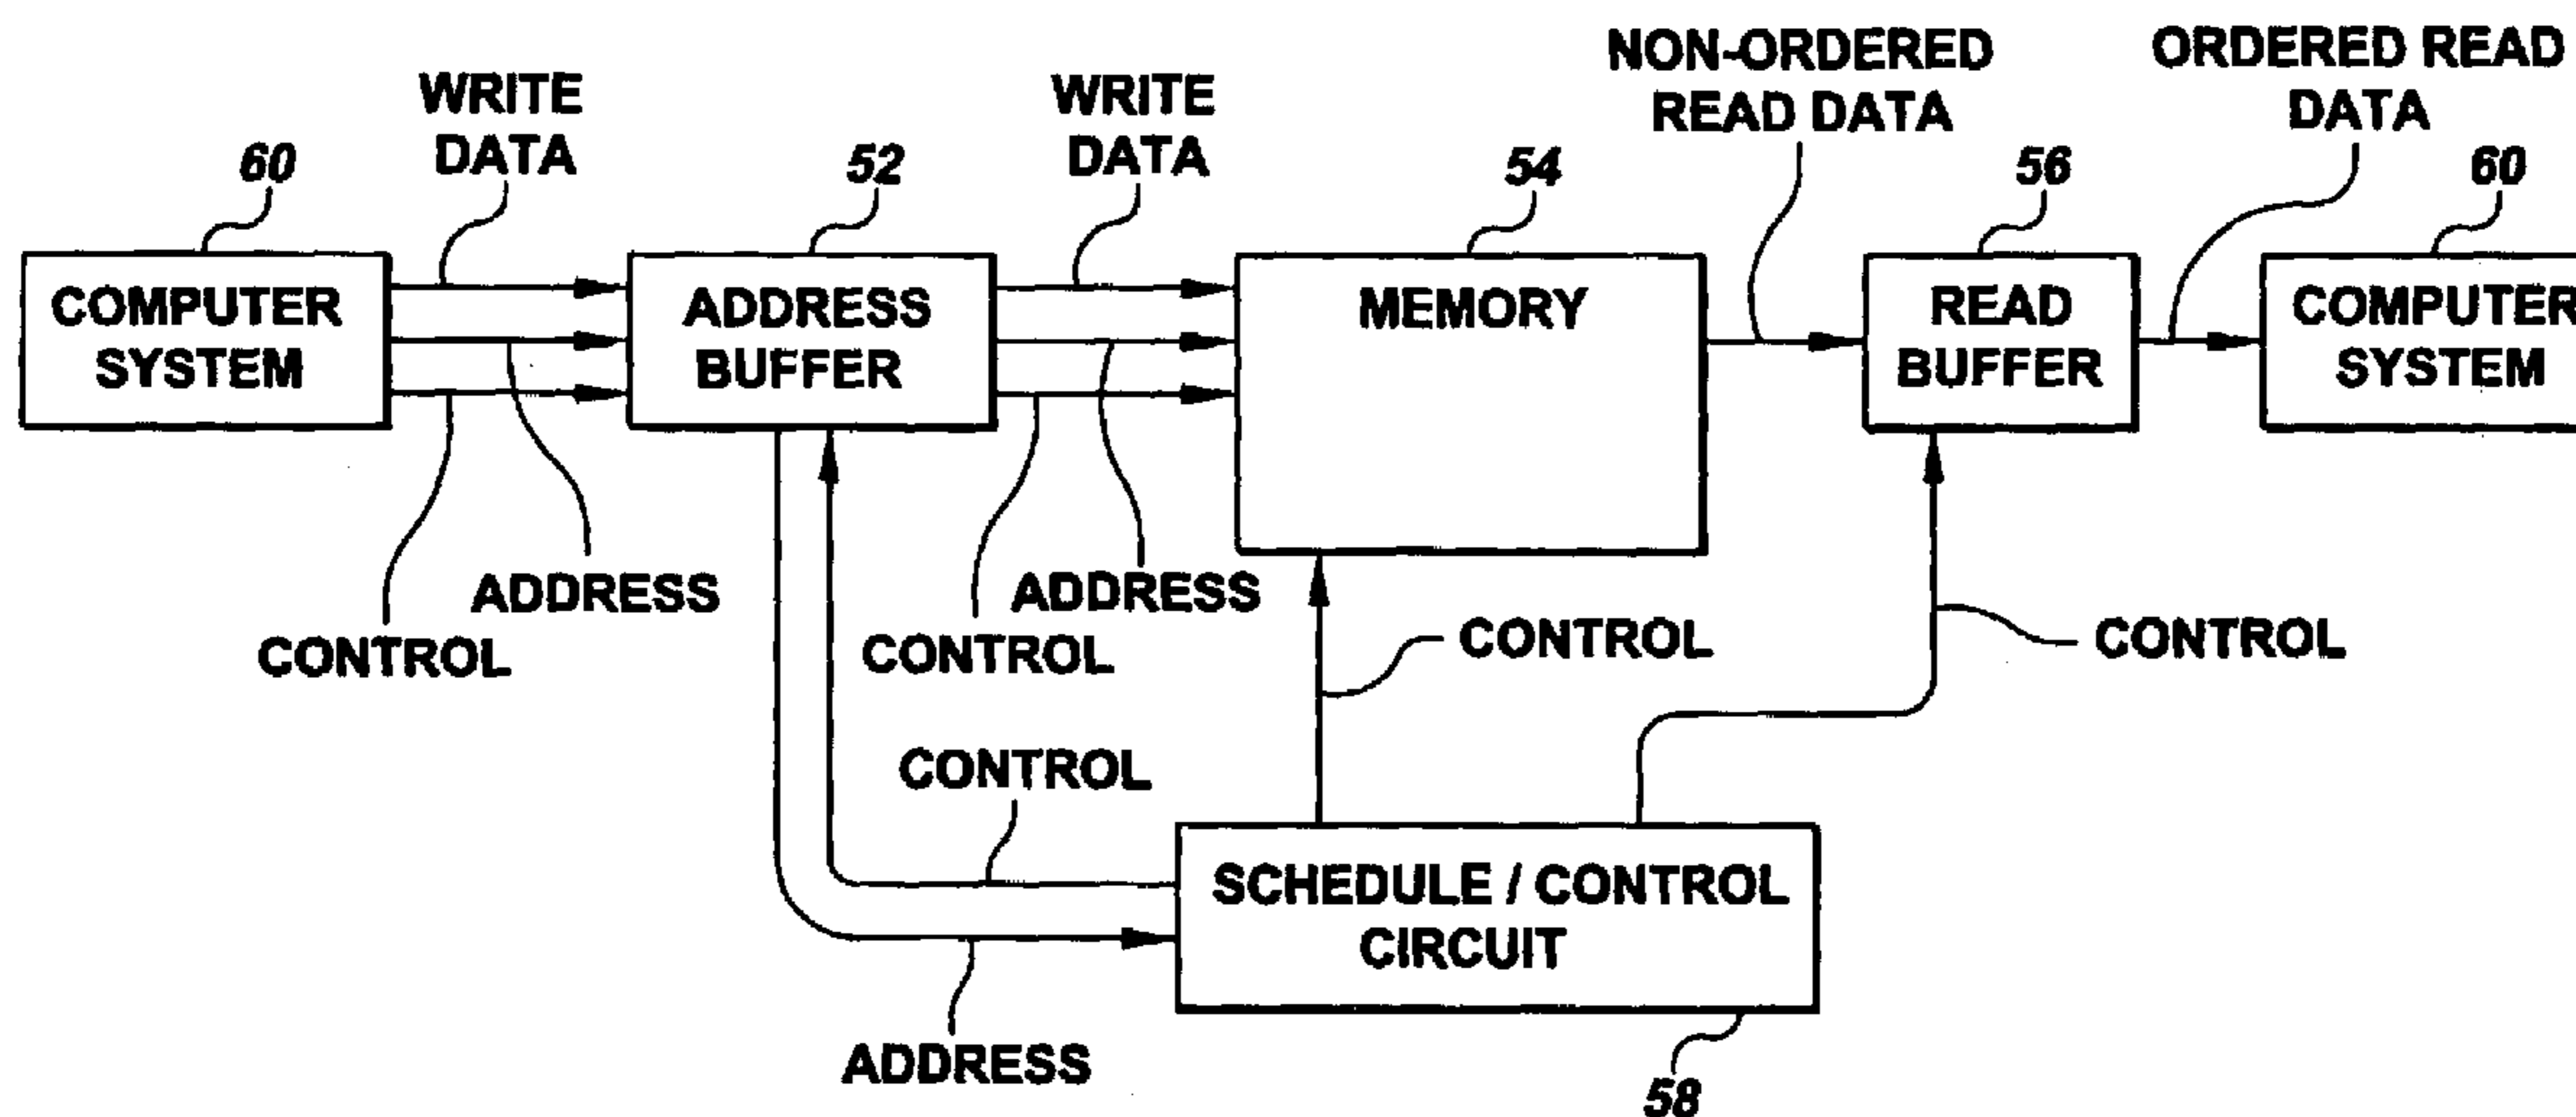 WRITE
DATA
WRITE
DATA
NON-ORDERED
READ DATA
ORDERED READ
DATA
60
52
54
56
60
COMPUTER
SYSTEM
ADDRESS
BUFFER
MEMORY
READ
BUFFER
COMPUTER
SYSTEM
ADDRESS
CONTROL
ADDRESS
CONTROL
CONTROL
CONTROL
CONTROL
SCHEDULE / CONTROL
CIRCUIT
ADDRESS
58